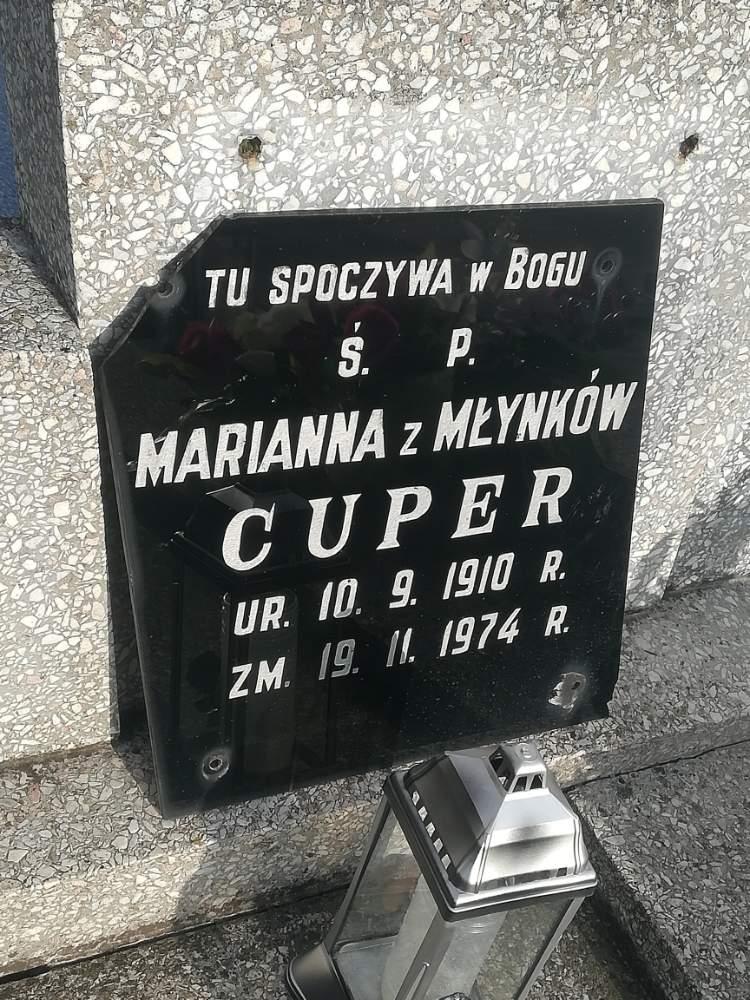 TU SPOCZYWA W BOGU
Ś. P.
MARIANNA Z MŁYNKÓW
CUPER
UR. 10. 9. 1910 R.
ZM. 19. 11. 1974 R.